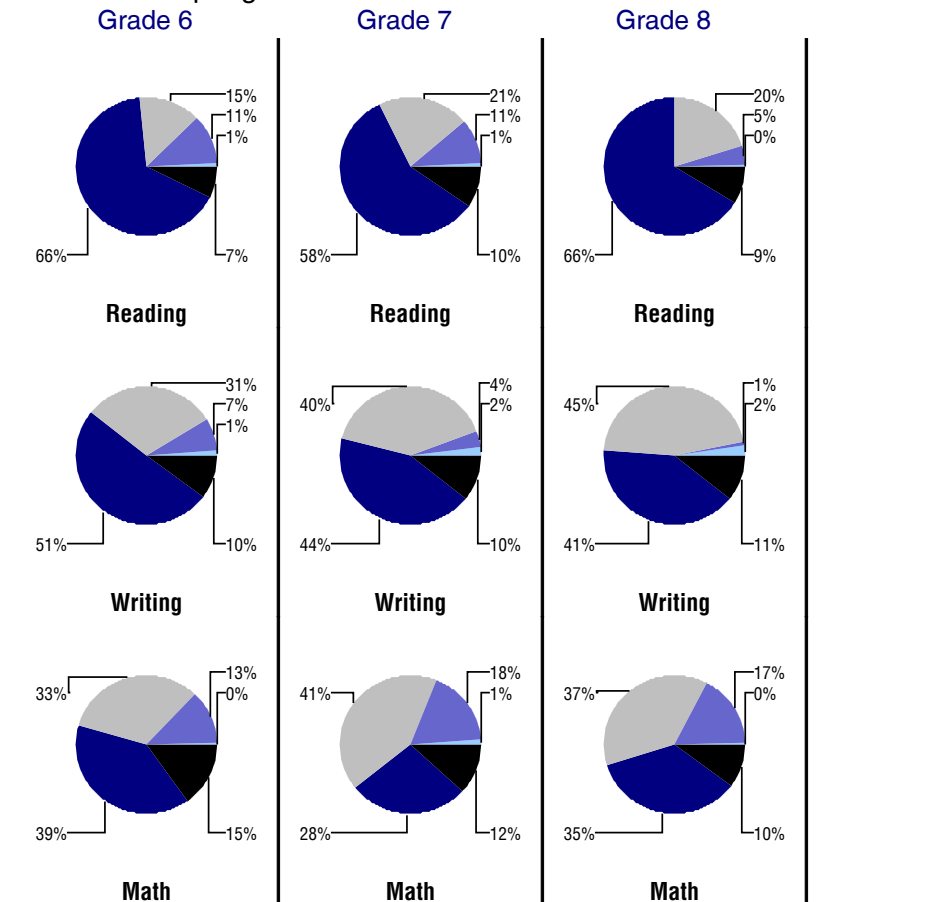 Grade 6 Grade 7 Grade 8
15% 21% 20%
11% 11% 5%
1% 1% 0%
66% 7% 58% 10% 66% 9%
Reading Reading Reading
31% 4% 1%
7% 40% 2% 45% 2%
1%
51% 10% 44% 10% 41% 11%
Writing Writing Writing
13% 18% 17%
33% 0% 41% 1% 37% 0%
39% 15% 28% 12% 35% 10%
Math Math Math